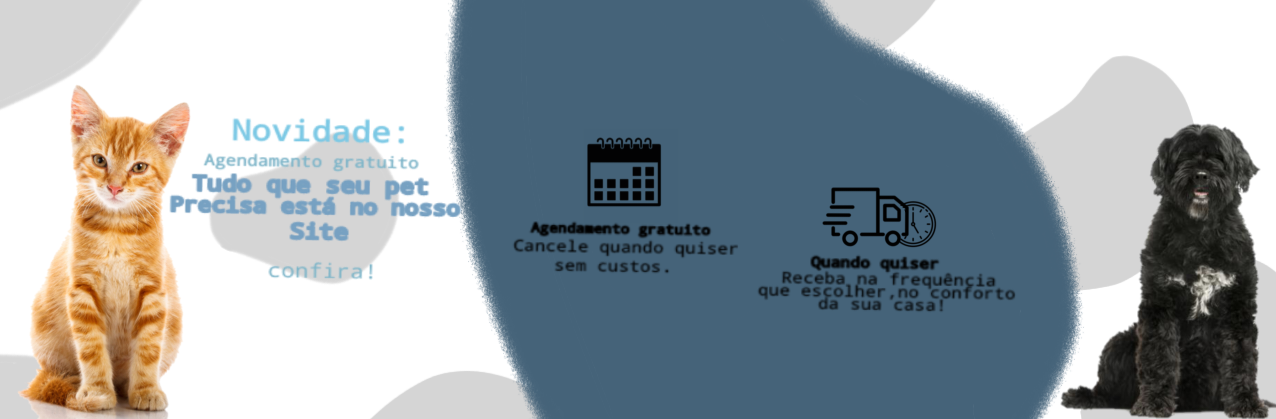 Novidade:
Agendamento gratuito
Tudo que seu pet
Precisa está no nosso
Site
confira!
Agendamento gratuito
Cancele quando quiser
sem custos.
Quando quiser
Receba na frequência
que escolher,no conforto
da sua casa!